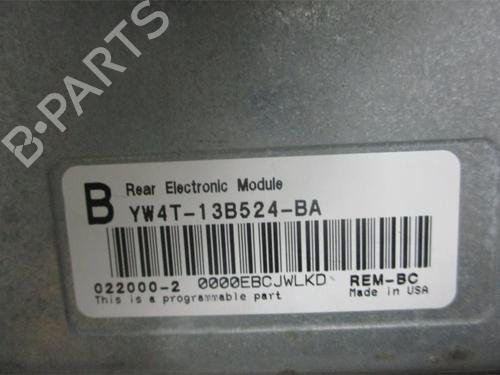 B-PARTS
B Rear Electronic Module
YW4T-13B524-BA
022000-2 0000EBCJWLKD REM-BC
This is a programmable part Made in USA